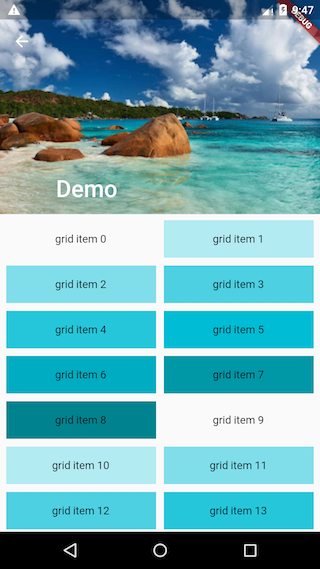 9:47
DEBUG
Demo
grid item 0
grid item 1
grid item 2
grid item 3
grid item 4
grid item 5
grid item 6
grid item 7
grid item 8
grid item 9
grid item 10
grid item 11
grid item 12
grid item 13